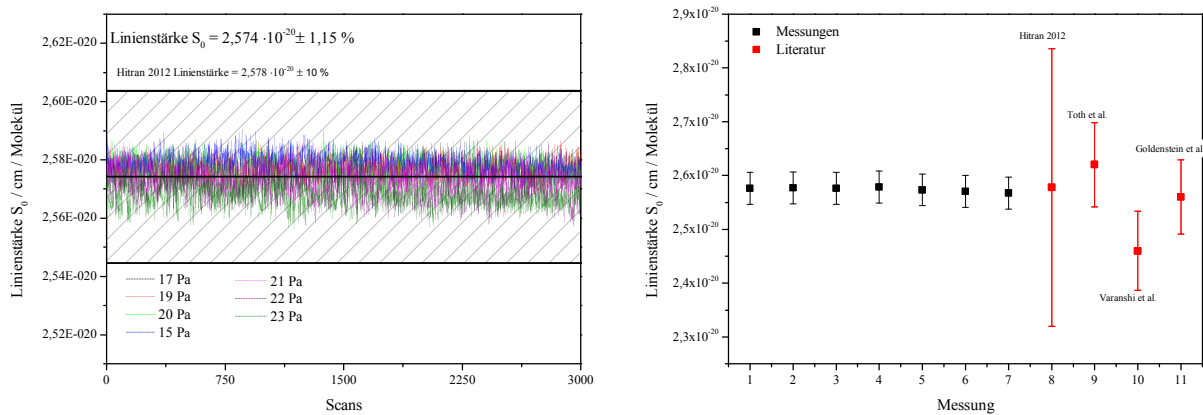 2,62E-020
2,60E-020
2,58E-020
2,56E-020
2,54E-020
2,52E-020
Linienstärke S₀ / cm / Molekül
Linienstärke S₀ = 2,574 ·10⁻²⁰± 1,15 %
Hitran 2012 Linienstärke = 2,578 ·10⁻²⁰ ± 10 %
17 Pa
19 Pa
20 Pa
15 Pa
21 Pa
22 Pa
23 Pa
0 750 1500 2250 3000
Scans
2,9x10⁻²⁰
2,8x10⁻²⁰
2,7x10⁻²⁰
2,6x10⁻²⁰
2,5x10⁻²⁰
2,4x10⁻²⁰
2,3x10⁻²⁰
Linienstärke S₀ / cm / Molekül
Messungen
Literatur
Hitran 2012
Toth et al.
Goldenstein et al
Varanshi et al.
1 2 3 4 5 6 7 8 9 10 11
Messung